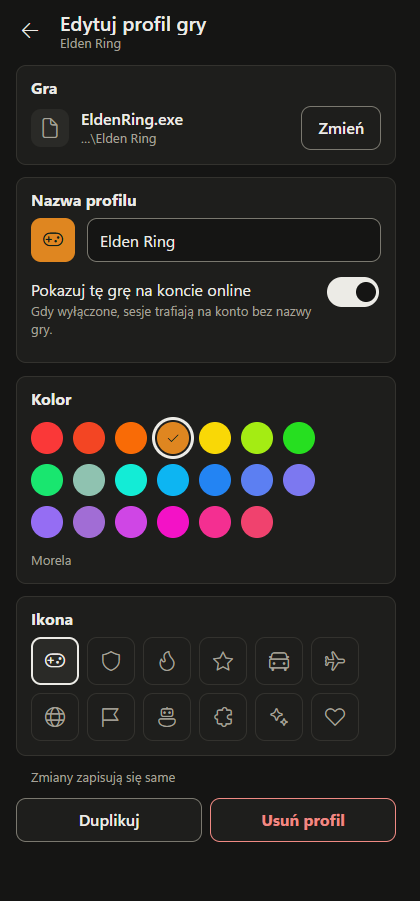 Edytuj profil gry
Elden Ring
Gra
EldenRing.exe
...\Elden Ring
Zmień
Nazwa profilu
Elden Ring
Pokazuj tę grę na koncie online
Gdy wyłączone, sesje trafiają na konto bez nazwy
gry.
Kolor
Morela
Ikona
Zmiany zapisują się same
Duplikuj
Usuń profil